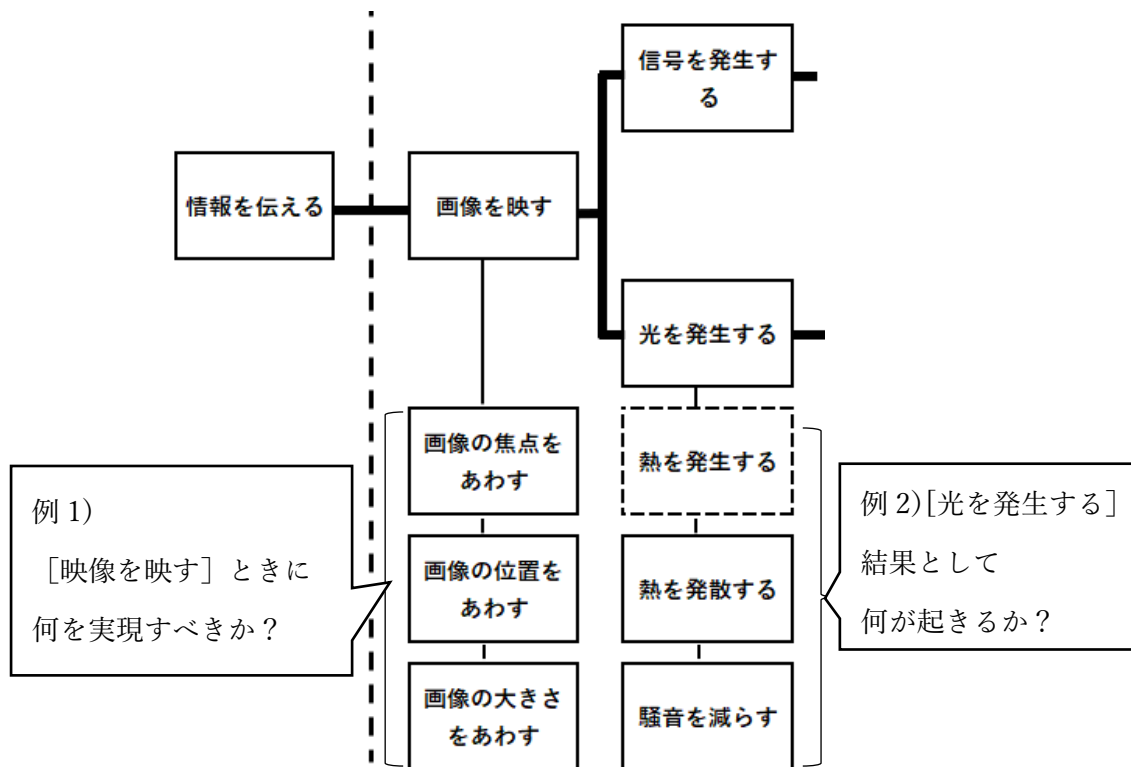 信号を発生す
る
情報を伝える
画像を映す
光を発生する
画像の焦点を
あわす
熱を発生する
例 1)
[映像を映す] ときに
何を実現すべきか？
画像の位置を
あわす
熱を発散する
例 2)[光を発生する]
結果として
何が起きるか？
画像の大きさ
をあわす
騒音を減らす